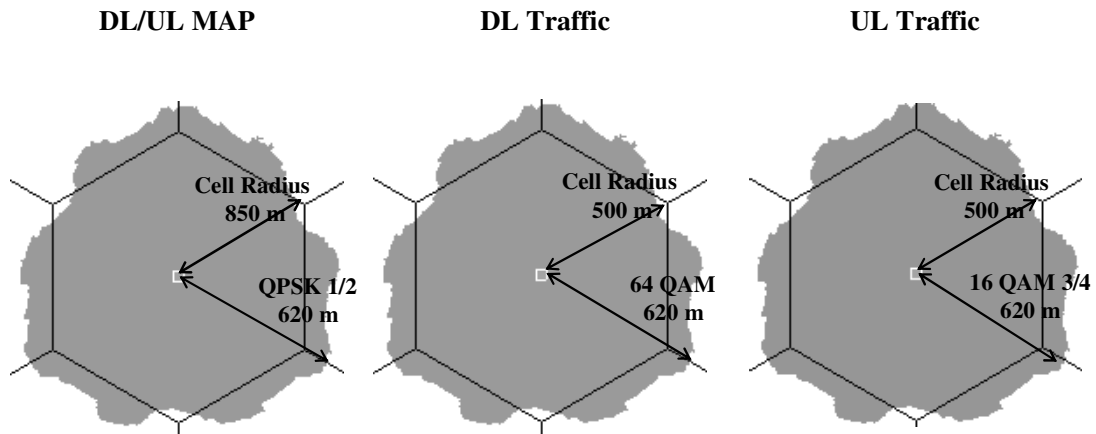 DL/UL MAP
Cell Radius
850 m
QPSK 1/2
620 m
DL Traffic
Cell Radius
500 m
64 QAM
620 m
UL Traffic
Cell Radius
500 m
16 QAM 3/4
620 m